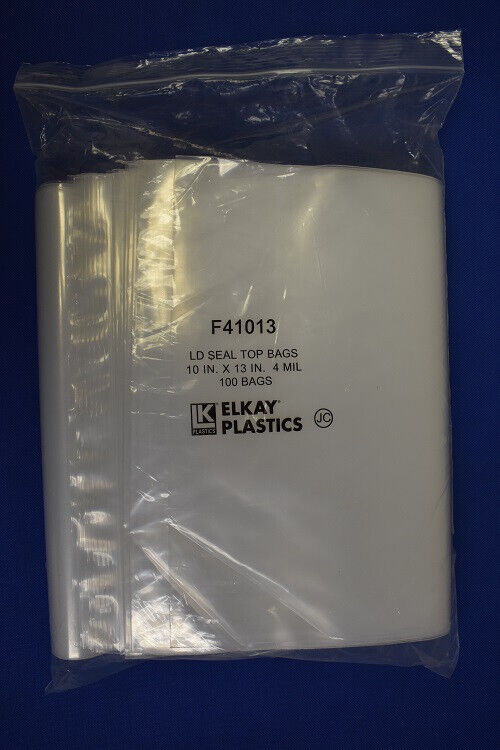 F41013
LD SEAL TOP BAGS
10 IN. X 13 IN. 4 MIL
100 BAGS
LK PLASTICS
ELKAY®
PLASTICS
JC